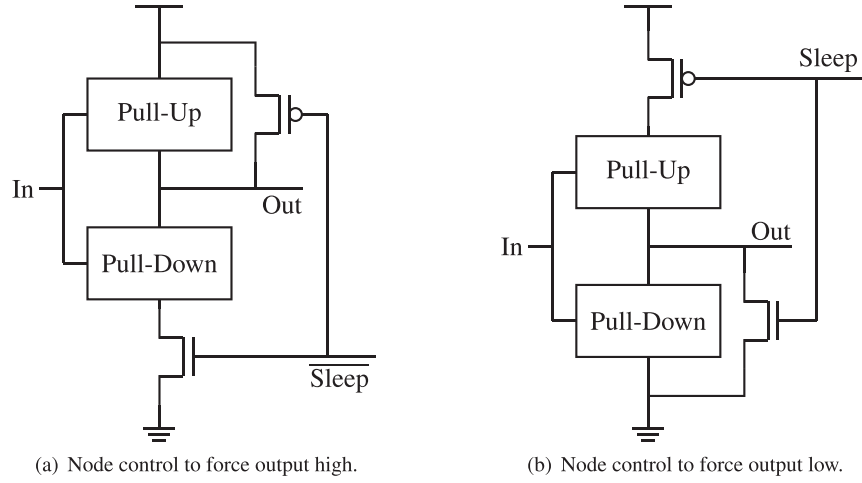 Pull-Up
In
Out
Pull-Down
Sleep
(a) Node control to force output high.
Sleep
Pull-Up
Out
In
Pull-Down
(b) Node control to force output low.